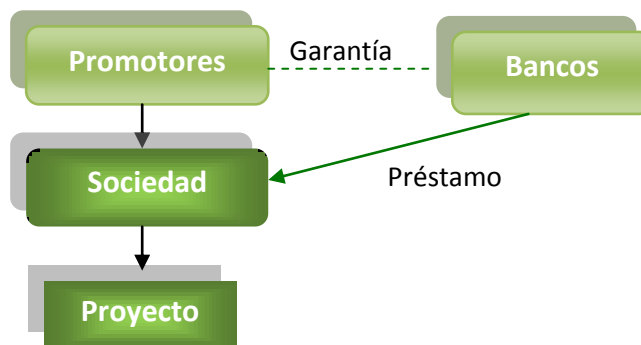 Promotores
Garantía
Bancos
Sociedad
Préstamo
Proyecto